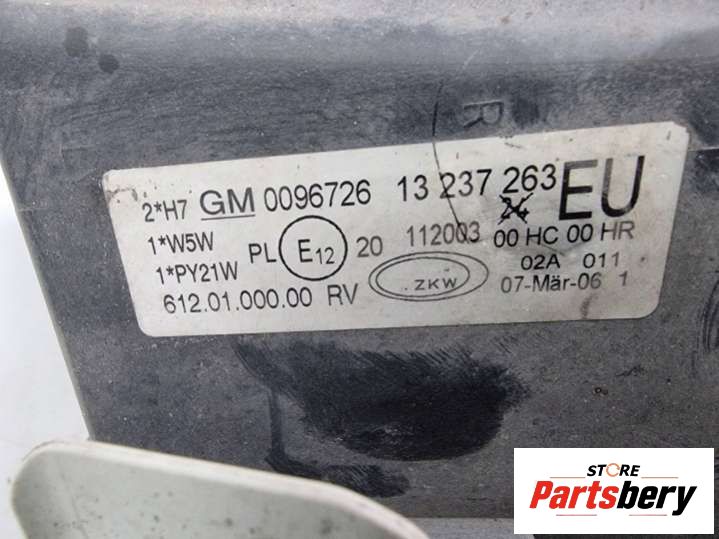 R
2*H7 GM 0096726 13 237 263 EU
1*W5W
1*PY21W PL E12 20 112003 00 HC 00 HR
ZKW 02A 011
612.01.000.00 RV 07-Mär-06 1
STORE
Partsbery